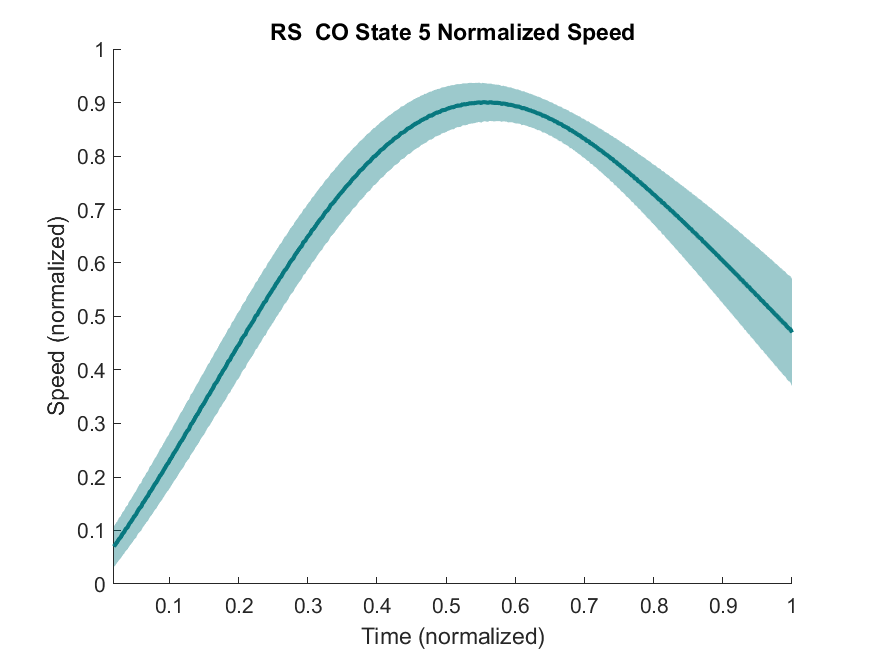 RS  CO State 5 Normalized Speed
1
0.9
0.8
0.7
0.6
0.5
0.4
0.3
0.2
0.1
0
Speed (normalized)
0.1 0.2 0.3 0.4 0.5 0.6 0.7 0.8 0.9 1
Time (normalized)